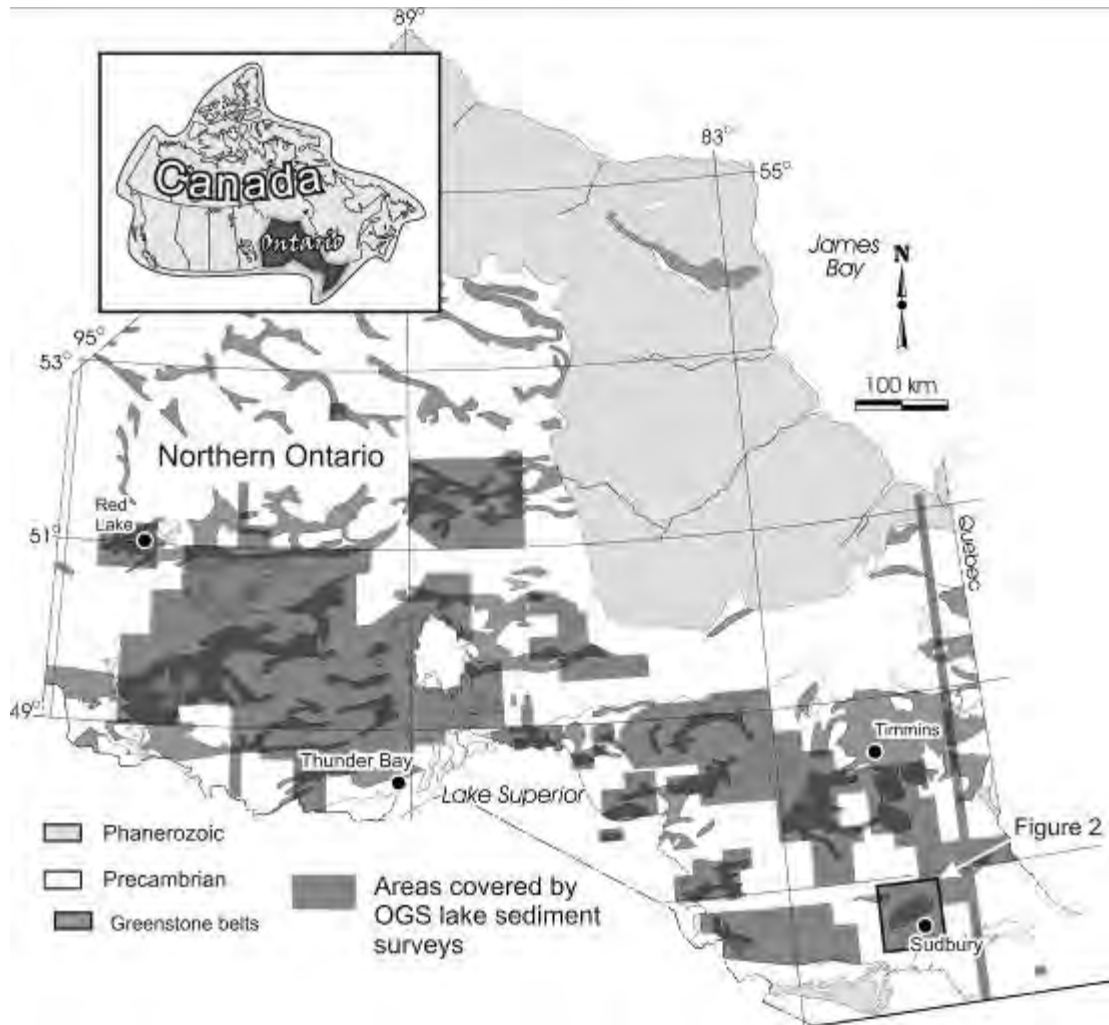 89°
Canada
Ontario
83°
55°
James
Bay
N
95°
53°
100 km
Northern Ontario
Red
Lake
51°
Quebec
49°
Timmins
Thunder Bay
Lake Superior
Figure 2
Phanerozoic
Precambrian
Greenstone belts
Areas covered by
OGS lake sediment
surveys
Sudbury